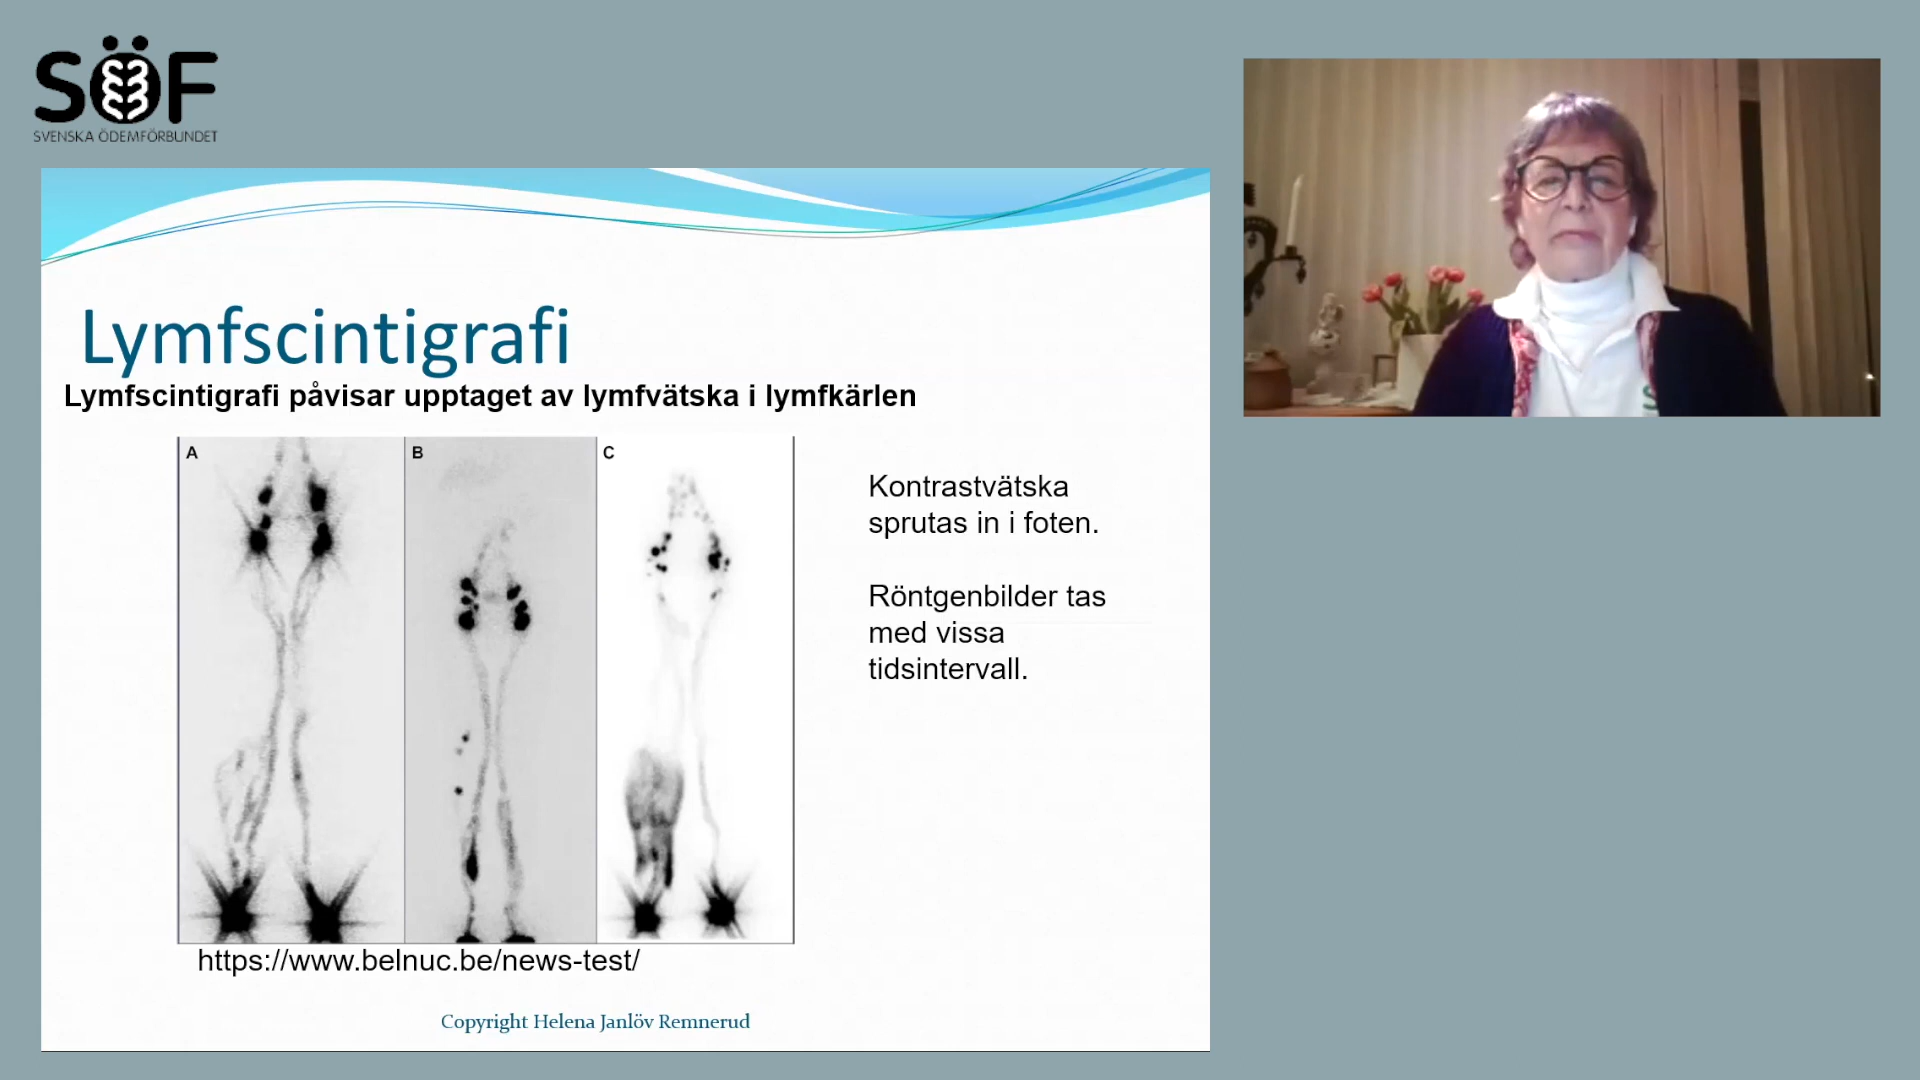 SÖF
SVENSKA ÖDEMFÖRBUNDET
Lymfscintigrafi
Lymfscintigrafi påvisar upptaget av lymfvätska i lymfkärlen
A
B
C
Kontrastvätska
sprutas in i foten.
Röntgenbilder tas
med vissa
tidsintervall.
https://www.belnuc.be/news-test/
Copyright Helena Janlöv Remnerud